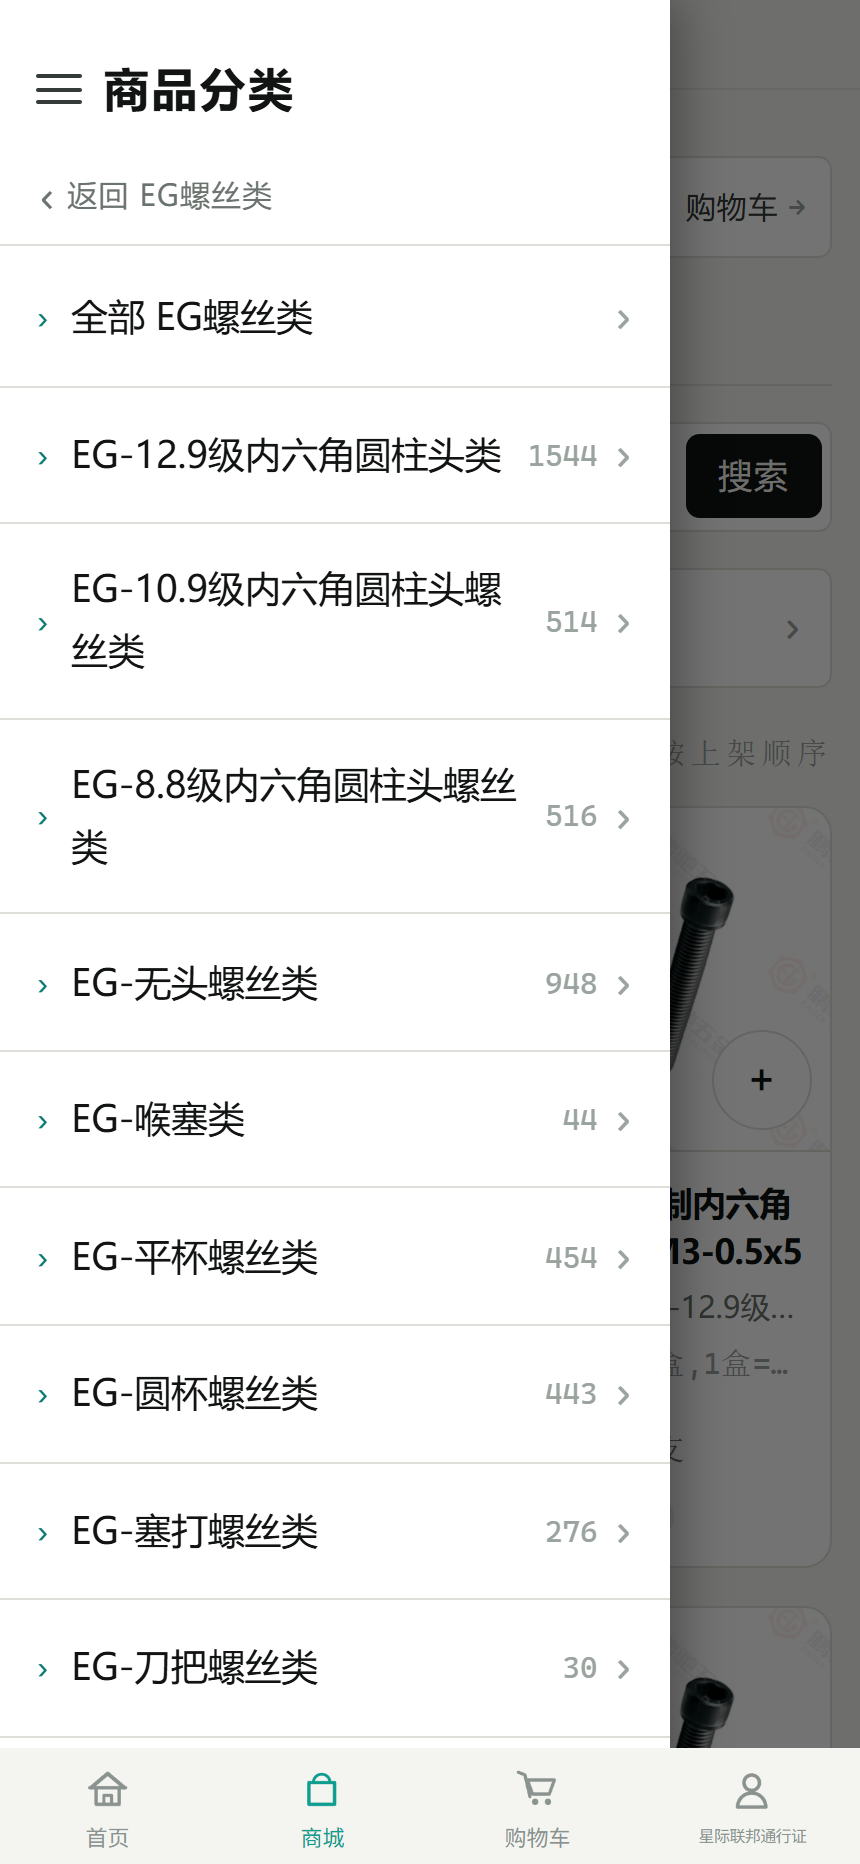 商品分类
返回 EG螺丝类
全部 EG螺丝类
EG-12.9级内六角圆柱头类 1544
EG-10.9级内六角圆柱头螺
丝类
514
EG-8.8级内六角圆柱头螺丝
类
516
EG-无头螺丝类 948
EG-喉塞类 44
EG-平杯螺丝类 454
EG-圆杯螺丝类 443
EG-塞打螺丝类 276
EG-刀把螺丝类 30
购物车
搜索
按上架顺序
+
制内六角
M3-0.5x5
-12.9级...
盒,1盒=...
首页
商城
购物车
星际联邦通行证